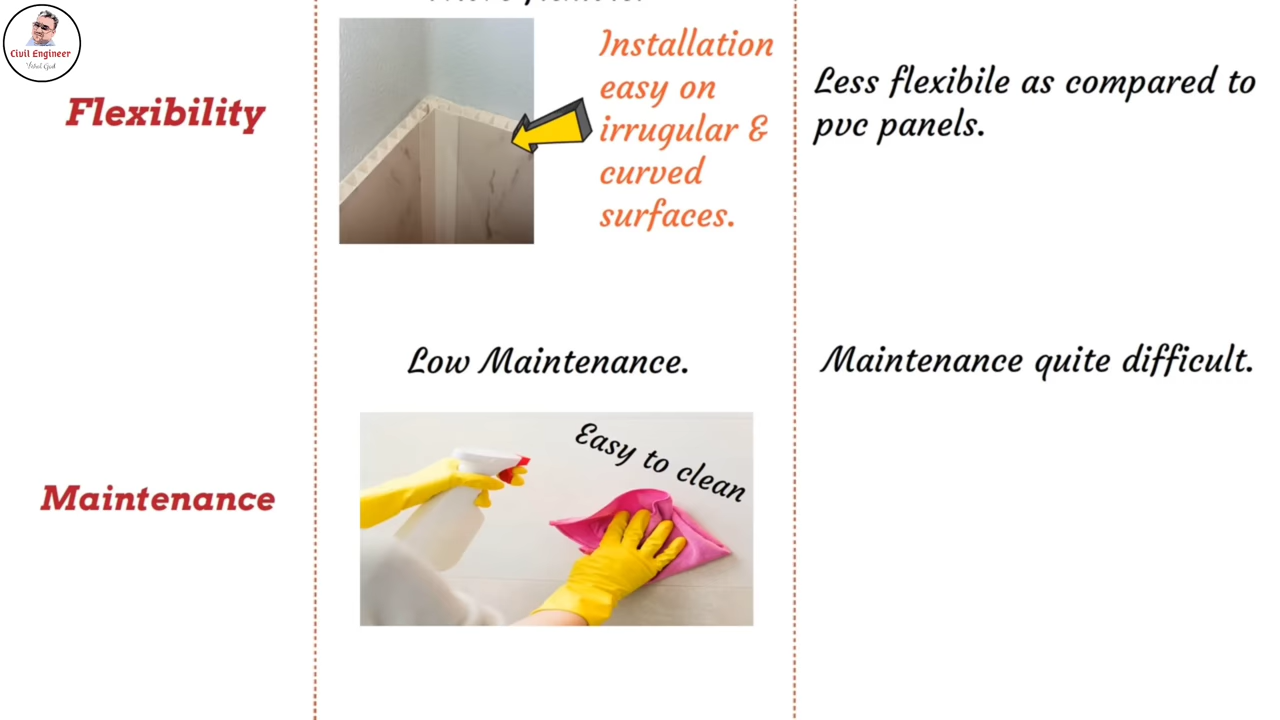 Civil Engineer
Flexibility
Installation
easy on
irrugular &
curved
surfaces.
Less flexibile as compared to
pvc panels.
Low Maintenance.
Maintenance quite difficult.
Easy to clean
Maintenance